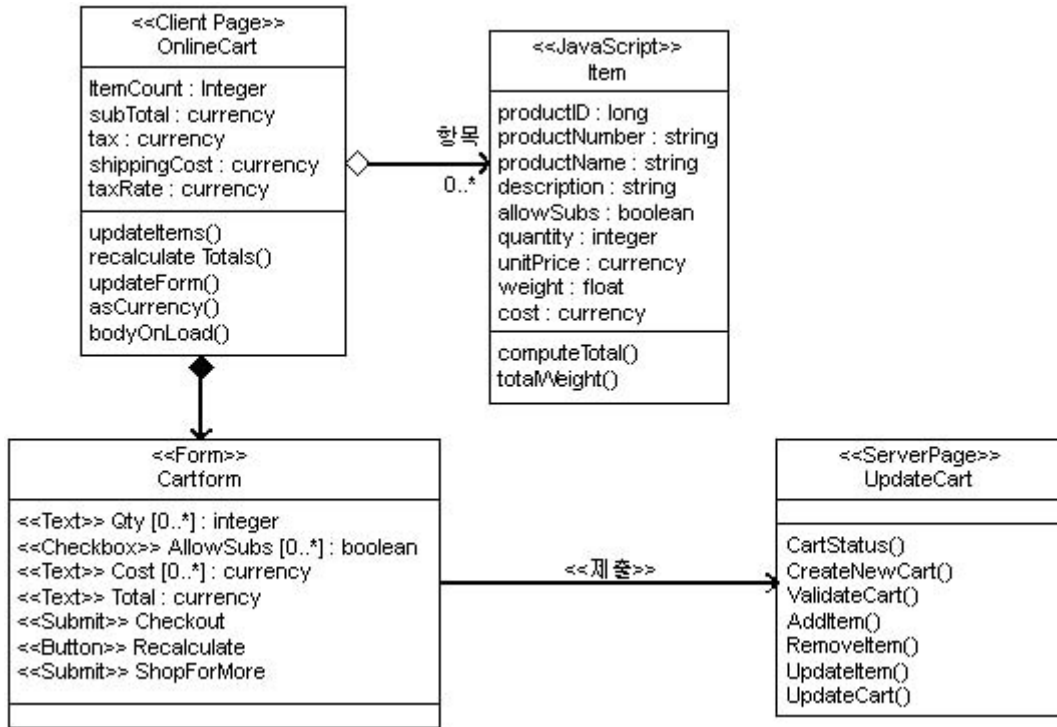 <<Client Page>>
OnlineCart
ItemCount : Integer
subTotal : currency
tax : currency
shippingCost : currency
taxRate : currency
updateItems()
recalculate Totals()
updateForm()
asCurrency()
bodyOnLoad()
항목
0..*
<<JavaScript>>
Item
productID : long
productNumber : string
productName : string
description : string
allowSubs : boolean
quantity : integer
unitPrice : currency
weight : float
cost : currency
computeTotal()
totalWeight()
<<Form>>
Cartform
<<Text>> Qty [0..*] : integer
<<Checkbox>> AllowSubs [0..*] : boolean
<<Text>> Cost [0..*] : currency
<<Text>> Total : currency
<<Submit>> Checkout
<<Button>> Recalculate
<<Submit>> ShopForMore
<<제출>>
<<ServerPage>>
UpdateCart
CartStatus()
CreateNewCart()
ValidateCart()
AddItem()
RemoveItem()
UpdateItem()
UpdateCart()